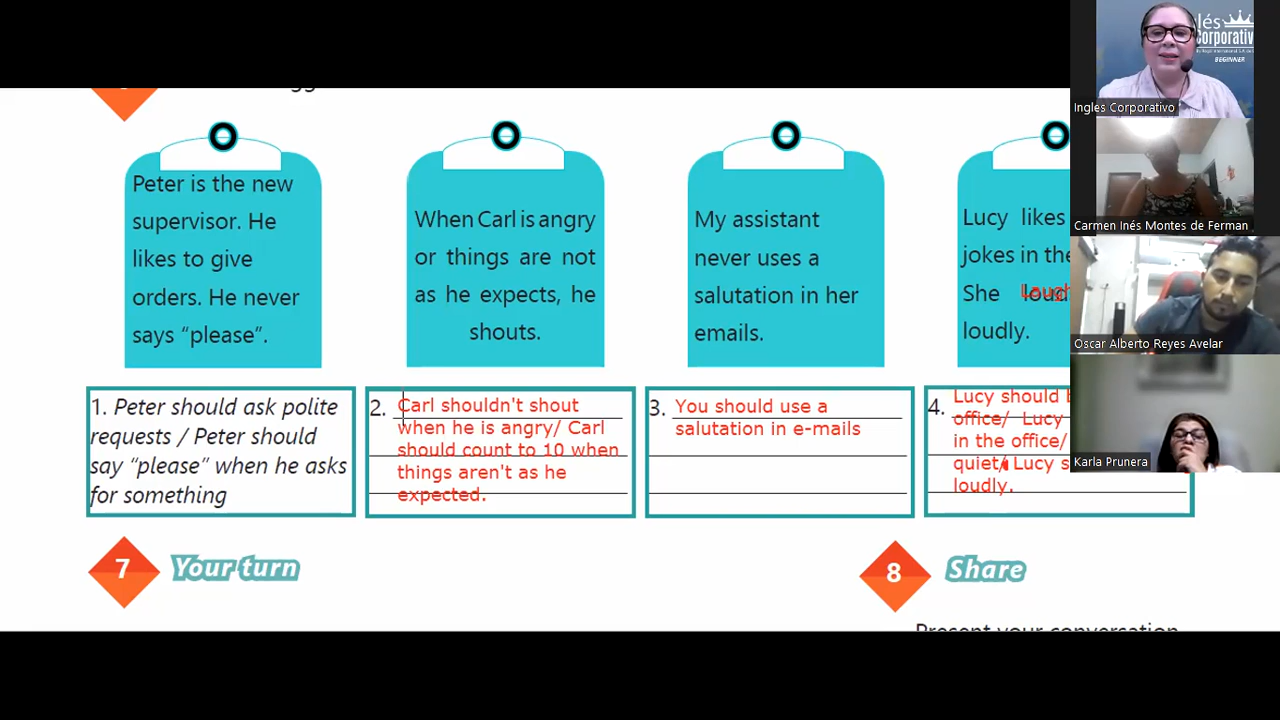 Peter is the new
supervisor. He
likes to give
orders. He never
says “please”.
When Carl is angry
or things are not
as he expects, he
shouts.
My assistant
never uses a
salutation in her
emails.
Lucy likes
jokes in the
She
loudly.
1. Peter should ask polite
requests / Peter should
say “please” when he asks
for something
2. Carl shouldn't shout
when he is angry/ Carl
should count to 10 when
things aren't as he
expected.
3. You should use a
salutation in e-mails
4. Lucy should
office/ Lucy
in the office/
quiet/ Lucy
loudly.
7 Your turn
8 Share
Present your conversation
BEGINNER
Ingles Corporativo
Carmen Inés Montes de Ferman
Oscar Alberto Reyes Avelar
Karla Prunera